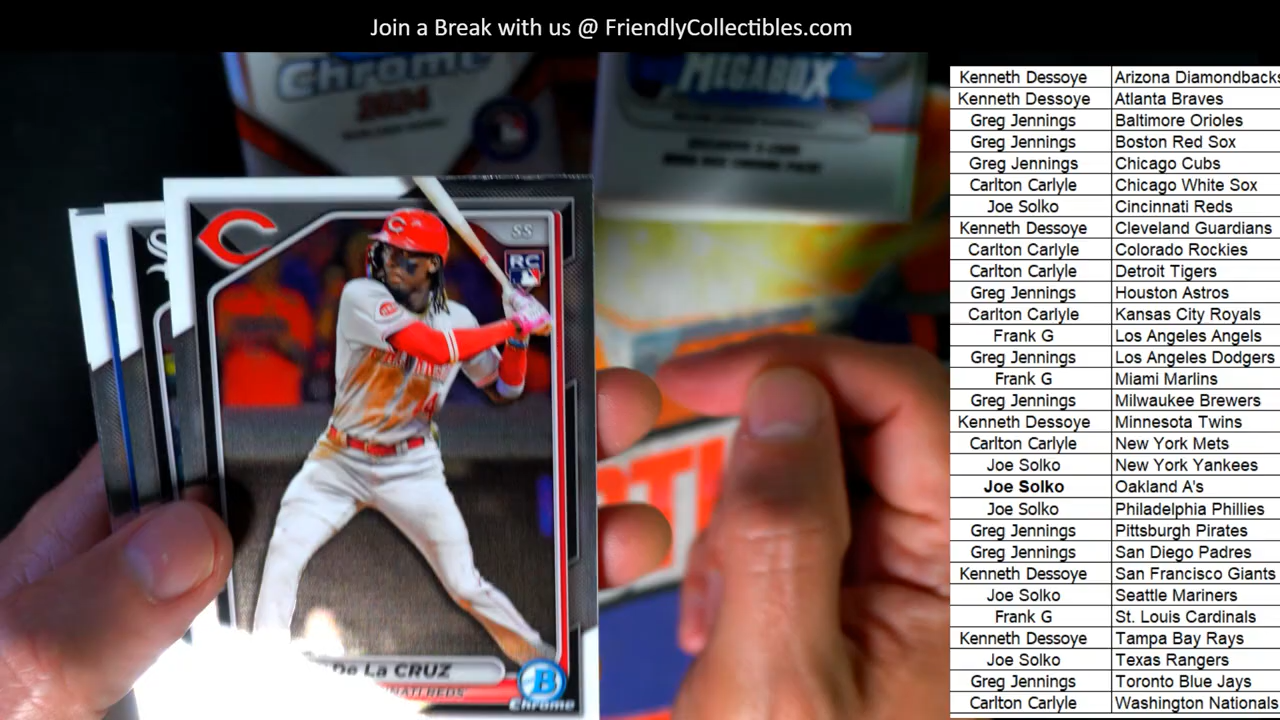 Join a Break with us @ FriendlyCollectibles.com
Chrome
2024
MEGABOX
SS
RC
44
De La CRUZ
NATI REDS
B
Chrome
Kenneth Dessoye Arizona Diamondbacks
Kenneth Dessoye Atlanta Braves
Greg Jennings Baltimore Orioles
Greg Jennings Boston Red Sox
Greg Jennings Chicago Cubs
Carlton Carlyle Chicago White Sox
Joe Solko Cincinnati Reds
Kenneth Dessoye Cleveland Guardians
Carlton Carlyle Colorado Rockies
Carlton Carlyle Detroit Tigers
Greg Jennings Houston Astros
Carlton Carlyle Kansas City Royals
Frank G Los Angeles Angels
Greg Jennings Los Angeles Dodgers
Frank G Miami Marlins
Greg Jennings Milwaukee Brewers
Kenneth Dessoye Minnesota Twins
Carlton Carlyle New York Mets
Joe Solko New York Yankees
Joe Solko Oakland A's
Joe Solko Philadelphia Phillies
Greg Jennings Pittsburgh Pirates
Greg Jennings San Diego Padres
Kenneth Dessoye San Francisco Giants
Joe Solko Seattle Mariners
Frank G St. Louis Cardinals
Kenneth Dessoye Tampa Bay Rays
Joe Solko Texas Rangers
Greg Jennings Toronto Blue Jays
Carlton Carlyle Washington Nationals